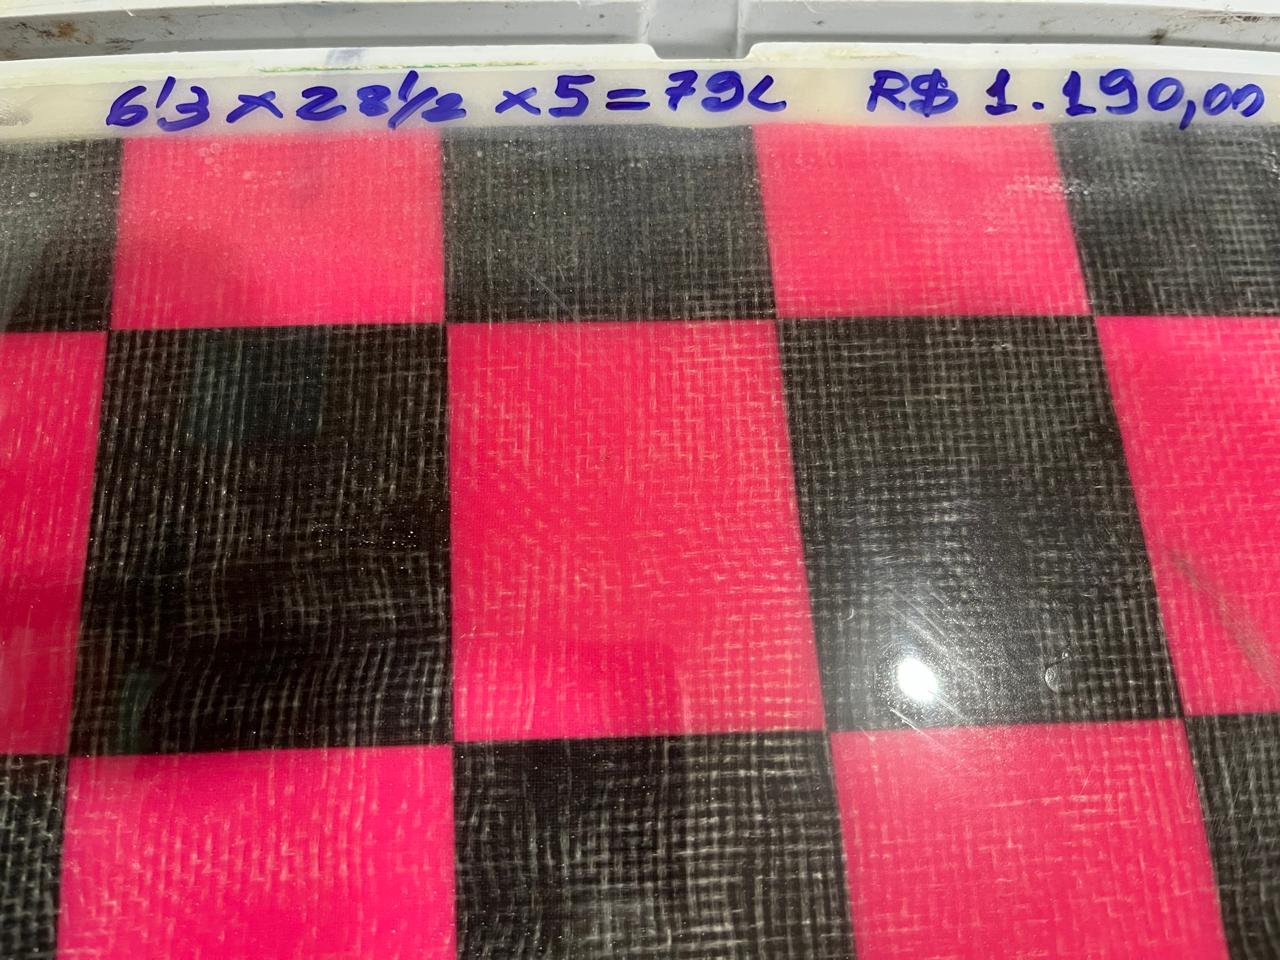 6'3 x 28 1/2 x 5 = 79L R$ 1.190,00